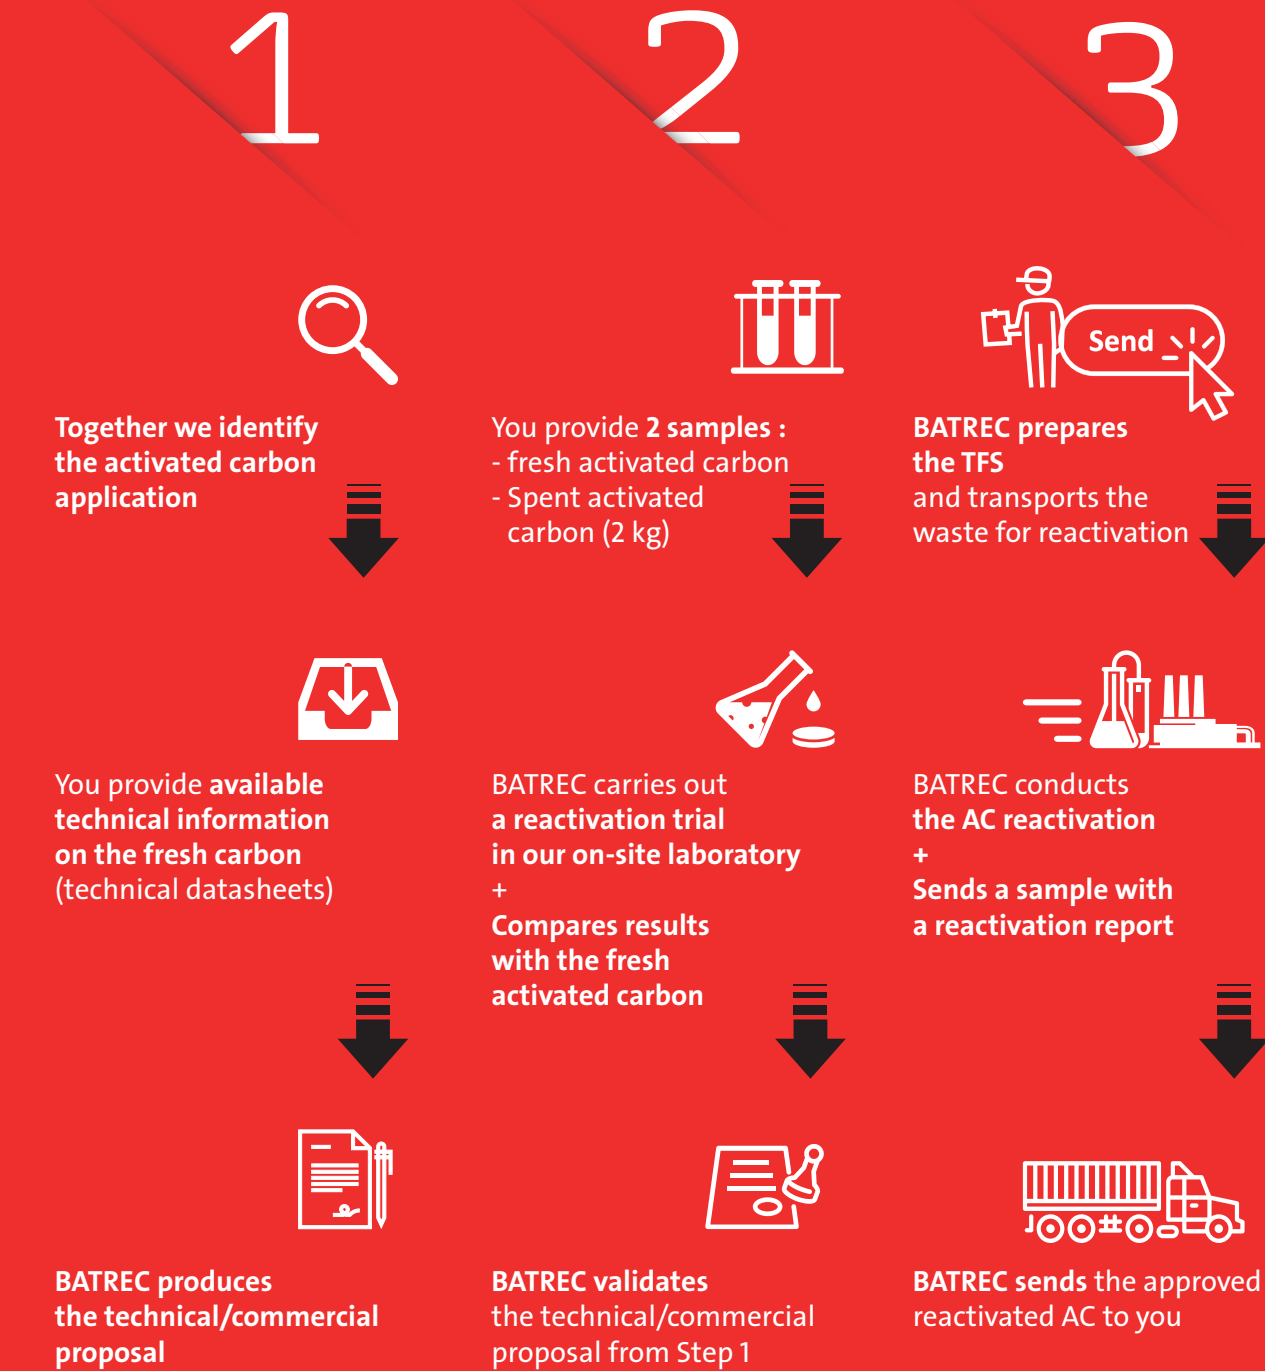 1
Together we identify
the activated carbon
application
You provide available
technical information
on the fresh carbon
(technical datasheets)
BATREC produces
the technical/commercial
proposal
2
You provide 2 samples :
- fresh activated carbon
- Spent activated
carbon (2 kg)
BATREC carries out
a reactivation trial
in our on-site laboratory
+
Compares results
with the fresh
activated carbon
BATREC validates
the technical/commercial
proposal from Step 1
3
Send
BATREC prepares
the TFS
and transports the
waste for reactivation
BATREC conducts
the AC reactivation
+
Sends a sample with
a reactivation report
BATREC sends the approved
reactivated AC to you